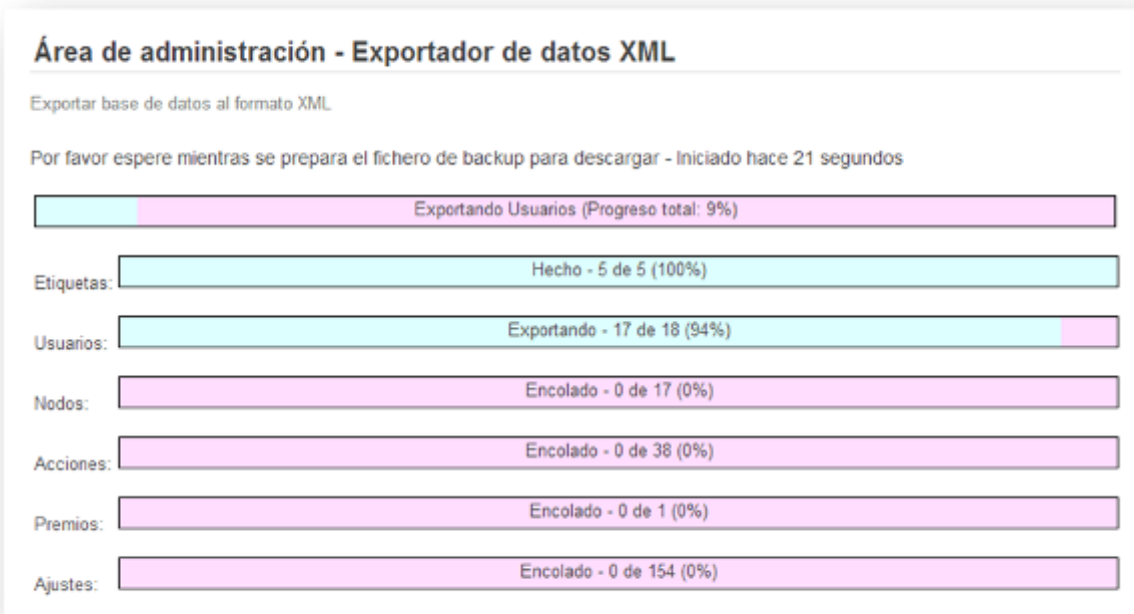 Área de administración - Exportador de datos XML
Exportar base de datos al formato XML
Por favor espere mientras se prepara el fichero de backup para descargar - Iniciado hace 21 segundos
Exportando Usuarios (Progreso total: 9%)
Etiquetas: Hecho - 5 de 5 (100%)
Usuarios: Exportando - 17 de 18 (94%)
Nodos: Encolado - 0 de 17 (0%)
Acciones: Encolado - 0 de 38 (0%)
Premios: Encolado - 0 de 1 (0%)
Ajustes: Encolado - 0 de 154 (0%)